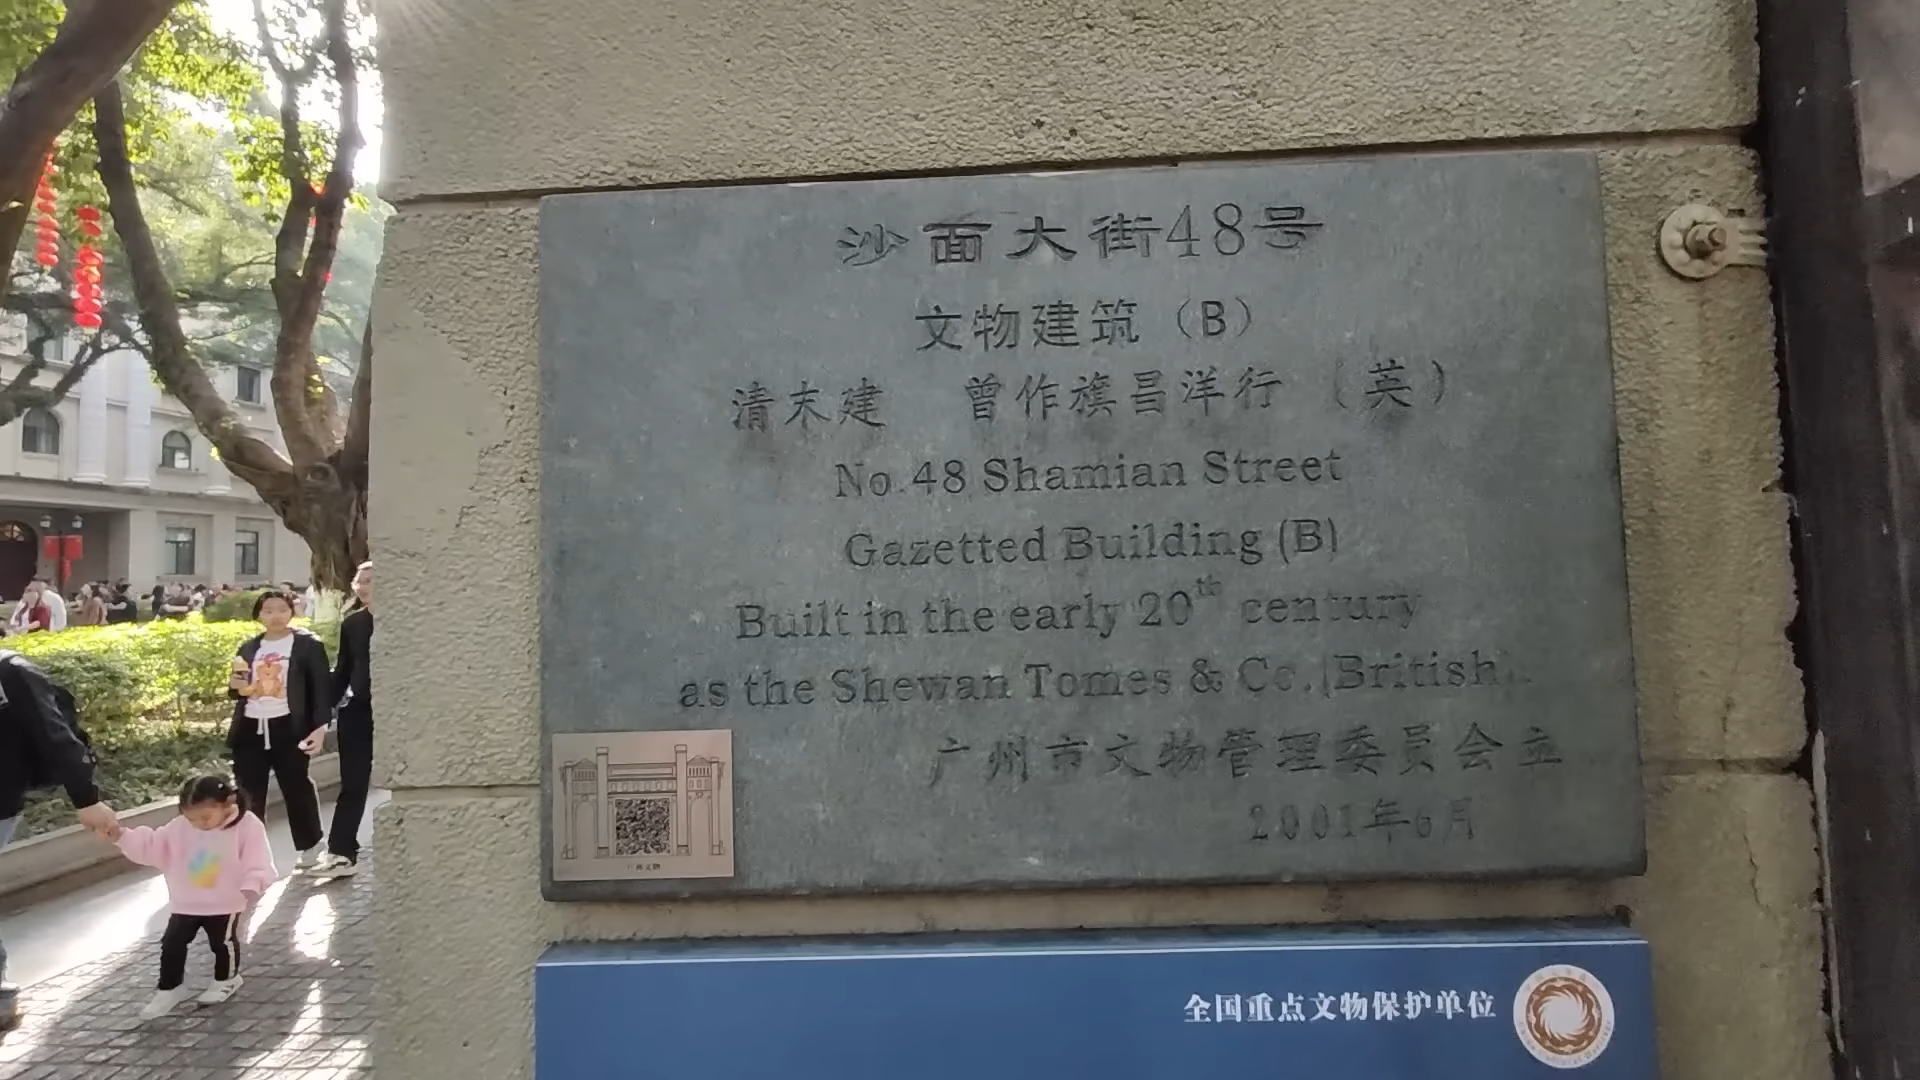 沙面大街48号
文物建筑（B）
清末建 曾作旗昌洋行（英）
No.48 Shamian Street
Gazetted Building (B)
Built in the early 20th century
as the Shewan Tomes & Co.(British).
广州市文物管理委员会立
2001年6月
全国重点文物保护单位